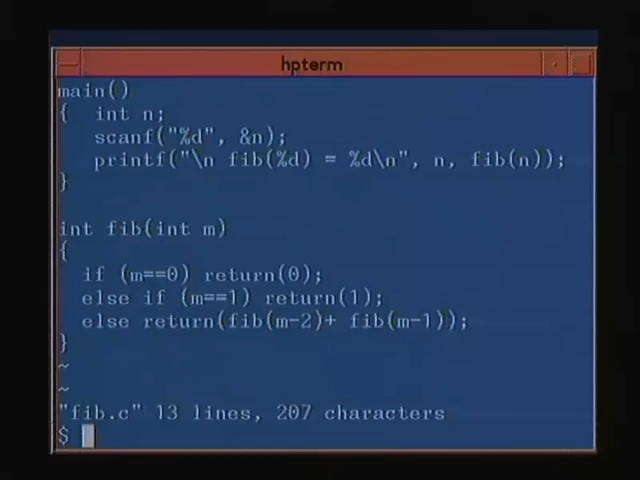 hpterm
main()
{  int n;
   scanf("%d", &n);
   printf("\n fib(%d) = %d\n", n, fib(n));
}
int fib(int m)
{
  if (m==0) return(0);
  else if (m==1) return(1);
  else return(fib(m-2)+ fib(m-1));
}
~
~
"fib.c" 13 lines, 207 characters
$